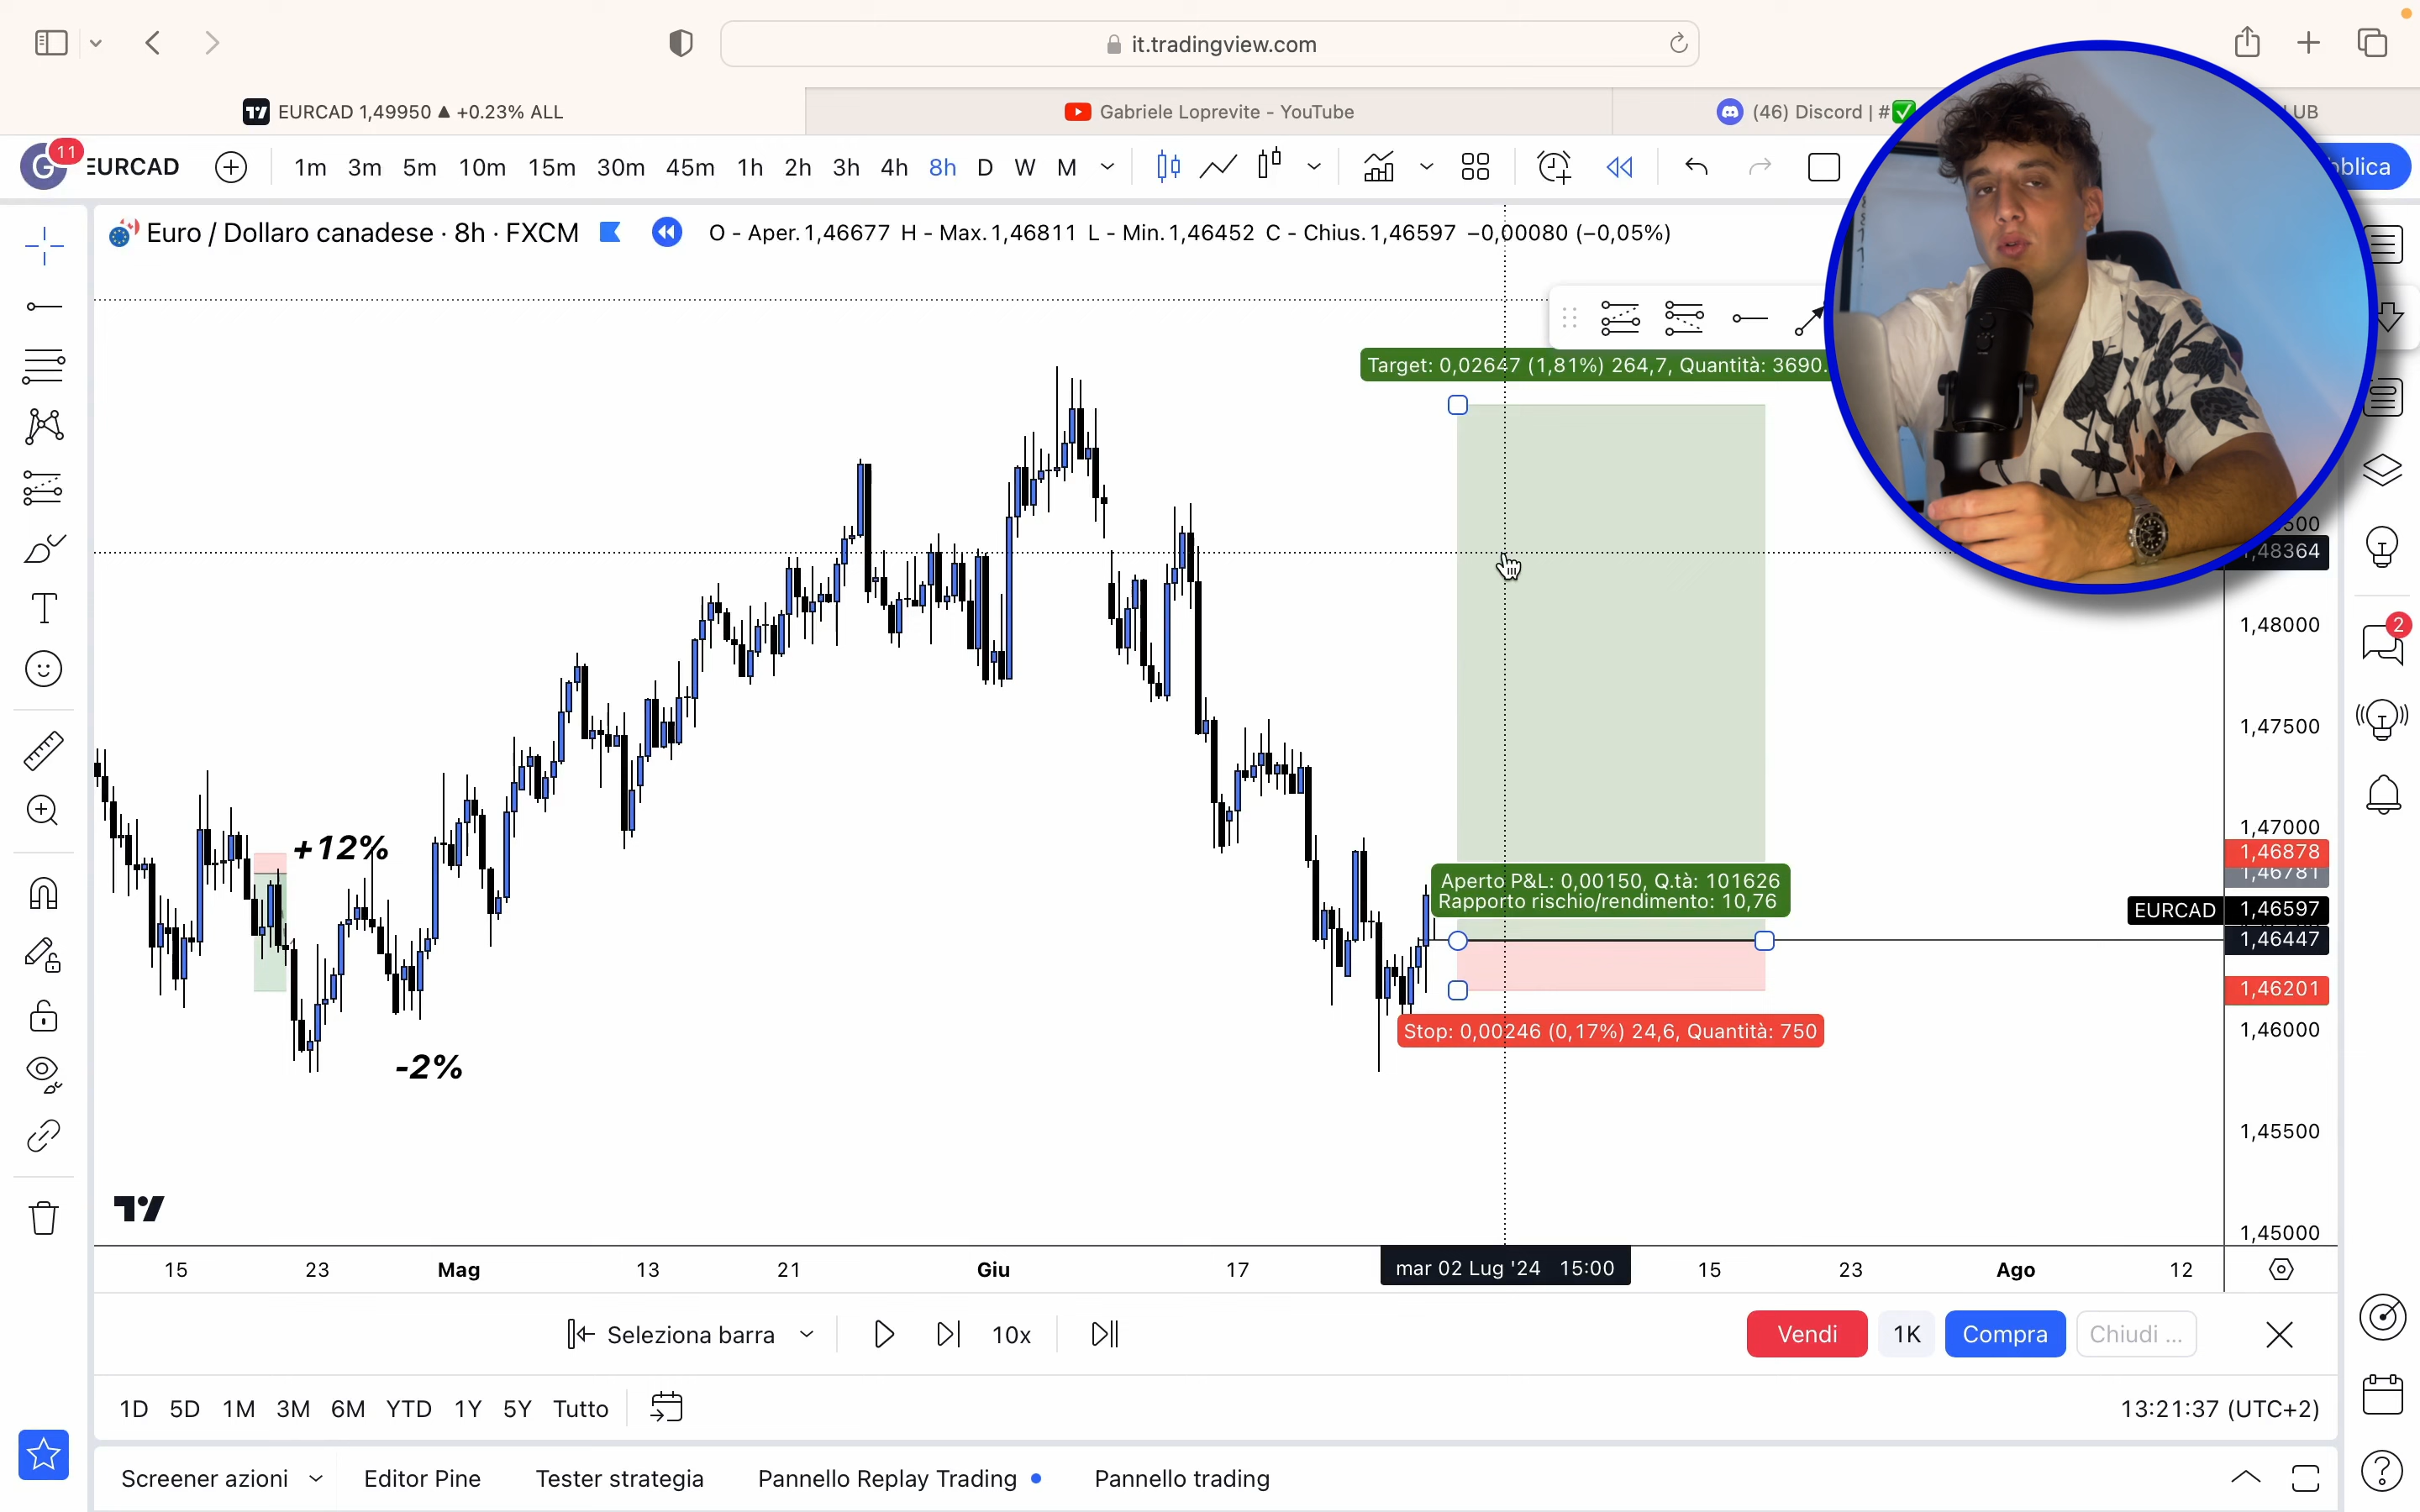 it.tradingview.com
EURCAD 1,49950 ▲ +0.23% ALL
Gabriele Loprevite - YouTube
(46) Discord | #✅
UB
G
11
EURCAD
1m 3m 5m 10m 15m 30m 45m 1h 2h 3h 4h 8h D W M
bblica
Euro / Dollaro canadese · 8h · FXCM
O - Aper. 1,46677 H - Max. 1,46811 L - Min. 1,46452 C - Chius. 1,46597 −0,00080 (−0,05%)
Target: 0,02647 (1,81%) 264,7, Quantità: 3690.
500
1,48364
1,48000
2
1,47500
1,47000
+12%
1,46878
1,46781
Aperto P&L: 0,00150, Q.tà: 101626
Rapporto rischio/rendimento: 10,76
EURCAD 1,46597
1,46447
1,46201
Stop: 0,00246 (0,17%) 24,6, Quantità: 750
1,46000
-2%
1,45500
1,45000
15 23 Mag 13 21 Giu 17 mar 02 Lug '24 15:00 15 23 Ago 12
Seleziona barra
10x
Vendi 1K Compra Chiudi ...
1D 5D 1M 3M 6M YTD 1Y 5Y Tutto
13:21:37 (UTC+2)
Screener azioni Editor Pine Tester strategia Pannello Replay Trading Pannello trading